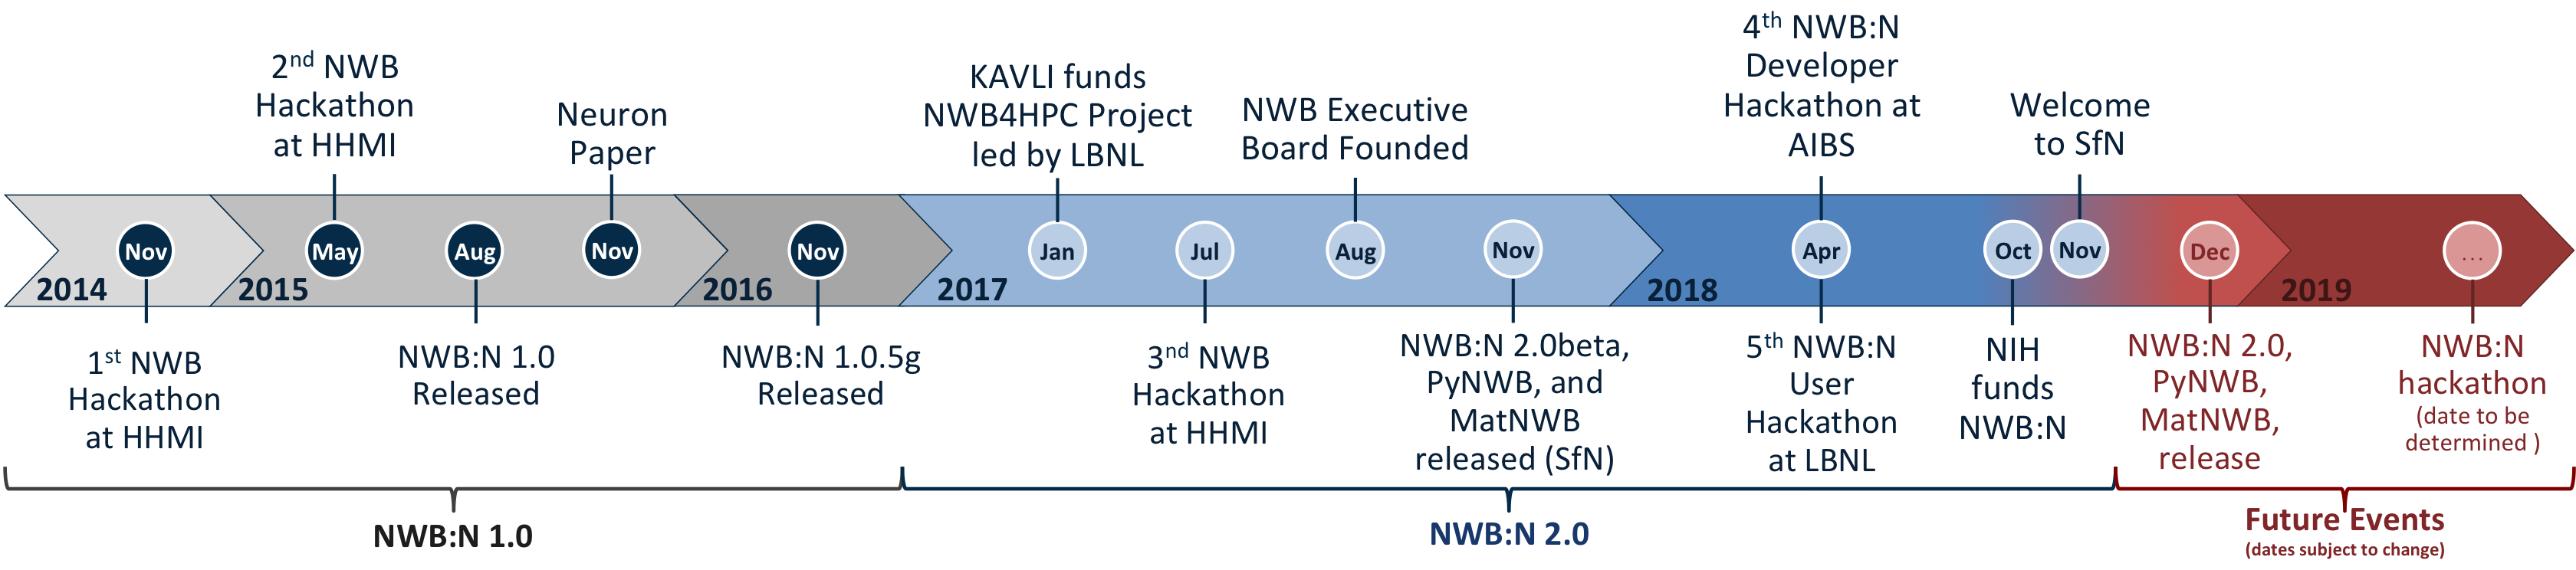 2nd NWB
Hackathon
at HHMI
Neuron
Paper
KAVLI funds
NWB4HPC Project
led by LBNL
NWB Executive
Board Founded
4th NWB:N
Developer
Hackathon at
AIBS
Welcome
to SfN
Nov
May
Aug
Nov
Nov
Jan
Jul
Aug
Nov
Apr
Oct
Nov
Dec
...
2014
2015
2016
2017
2018
2019
1st NWB
Hackathon
at HHMI
NWB:N 1.0
Released
NWB:N 1.0.5g
Released
3nd NWB
Hackathon
at HHMI
NWB:N 2.0beta,
PyNWB, and
MatNWB
released (SfN)
5th NWB:N
User
Hackathon
at LBNL
NIH
funds
NWB:N
NWB:N 2.0,
PyNWB,
MatNWB,
release
NWB:N
hackathon
(date to be
determined )
NWB:N 1.0
NWB:N 2.0
Future Events
(dates subject to change)